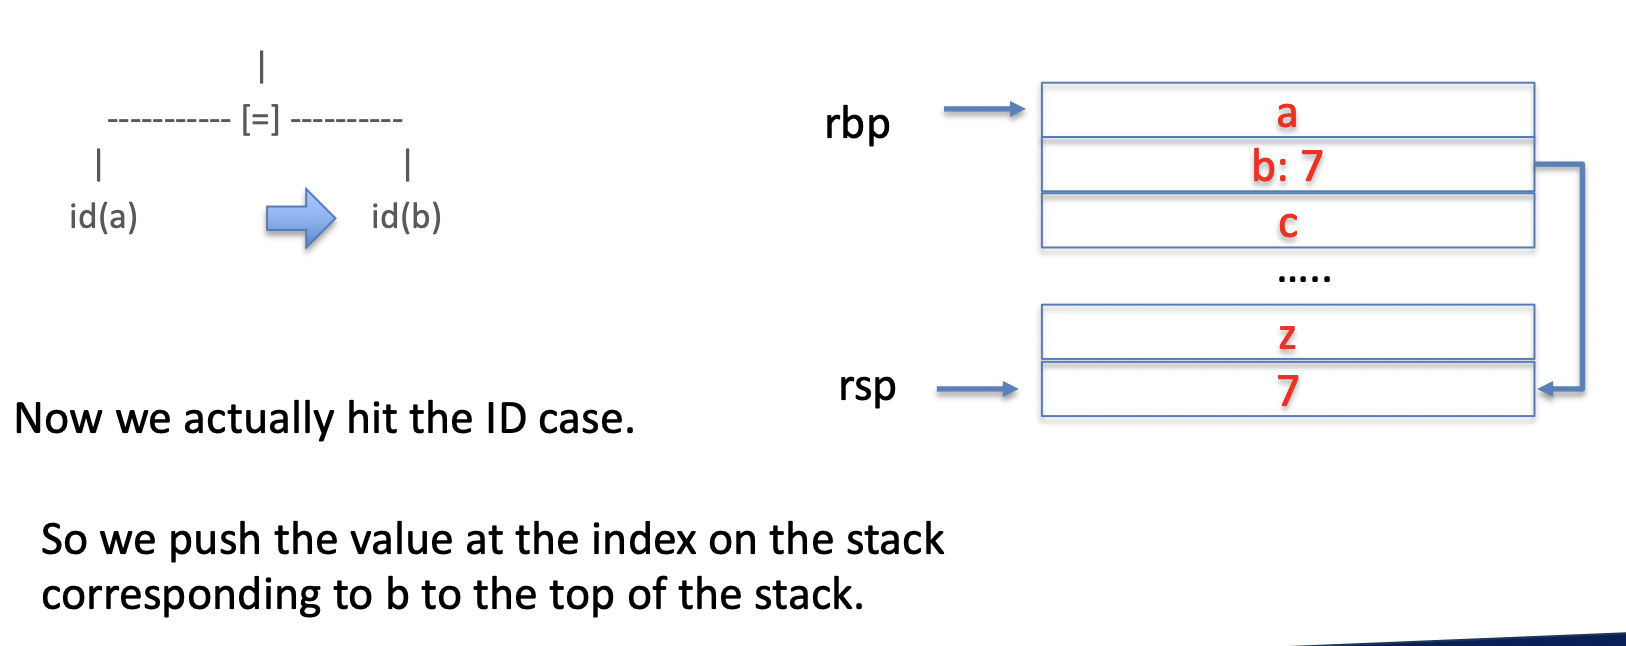 |
----------- [=] ----------
|
|
id(a)
id(b)
rbp
a
b: 7
c
.....
z
rsp
7
Now we actually hit the ID case.
So we push the value at the index on the stack
corresponding to b to the top of the stack.